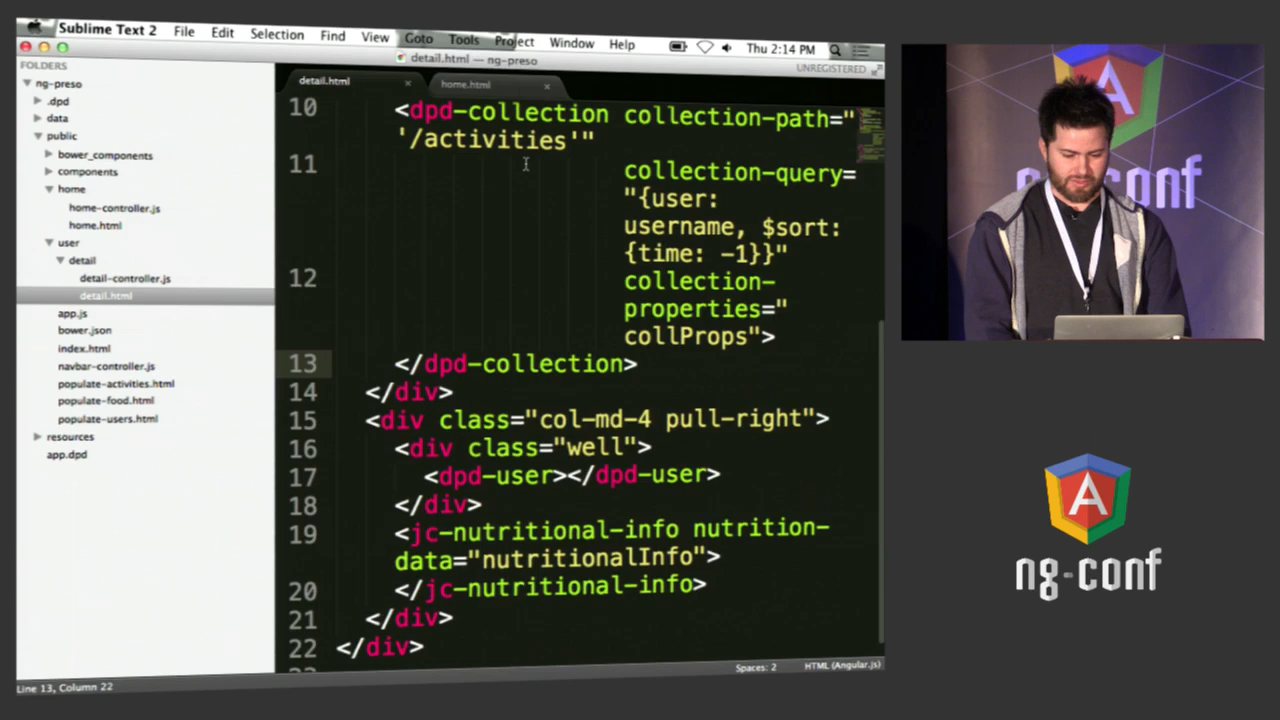 Sublime Text 2 File Edit Selection Find View Goto Tools Project Window Help Thu 2:14 PM
detail.html — ng-preso
UNREGISTERED
FOLDERS
ng-preso
.dpd
data
public
bower_components
components
home
home-controller.js
home.html
user
detail
detail-controller.js
detail.html
app.js
bower.json
index.html
navbar-controller.js
populate-activities.html
populate-food.html
populate-users.html
resources
app.dpd
detail.html × home.html ×
10 <dpd-collection collection-path="
'/activities'"
11 collection-query=
"{user:
username, $sort:
{time: -1}}"
12 collection-
properties="
collProps">
13 </dpd-collection>
14 </div>
15 <div class="col-md-4 pull-right">
16 <div class="well">
17 <dpd-user></dpd-user>
18 </div>
19 <jc-nutritional-info nutrition-
data="nutritionalInfo">
20 </jc-nutritional-info>
21 </div>
22 </div>
Line 13, Column 22
Spaces: 2 HTML (Angular.js)
A
ng-conf